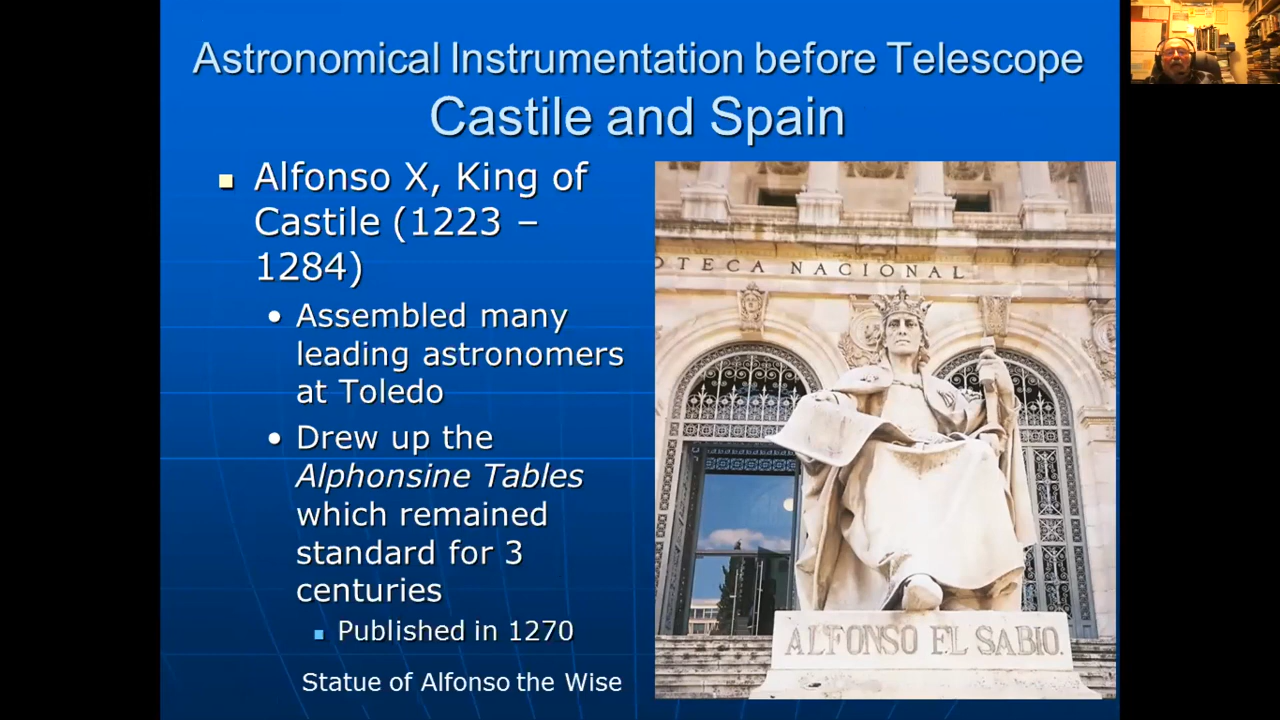 Astronomical Instrumentation before Telescope
Castile and Spain
Alfonso X, King of
Castile (1223 –
1284)
Assembled many
leading astronomers
at Toledo
Drew up the
Alphonsine Tables
which remained
standard for 3
centuries
Published in 1270
Statue of Alfonso the Wise
OTECA NACIONAL
ALFONSO EL SABIO.